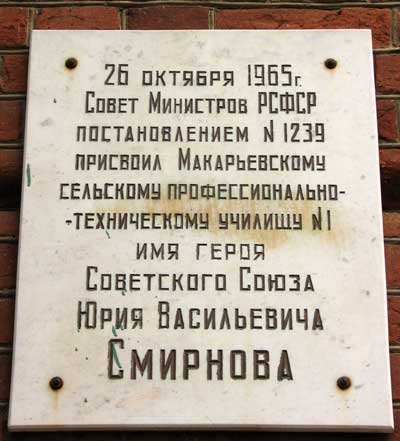 26 октября 1965г.
Совет Министров РСФСР
постановлением N1239
присвоил Макарьевскому
сельскому профессионально-
-техническому училищу N1
имя героя
Советского Союза
Юрия Васильевича
Смирнова